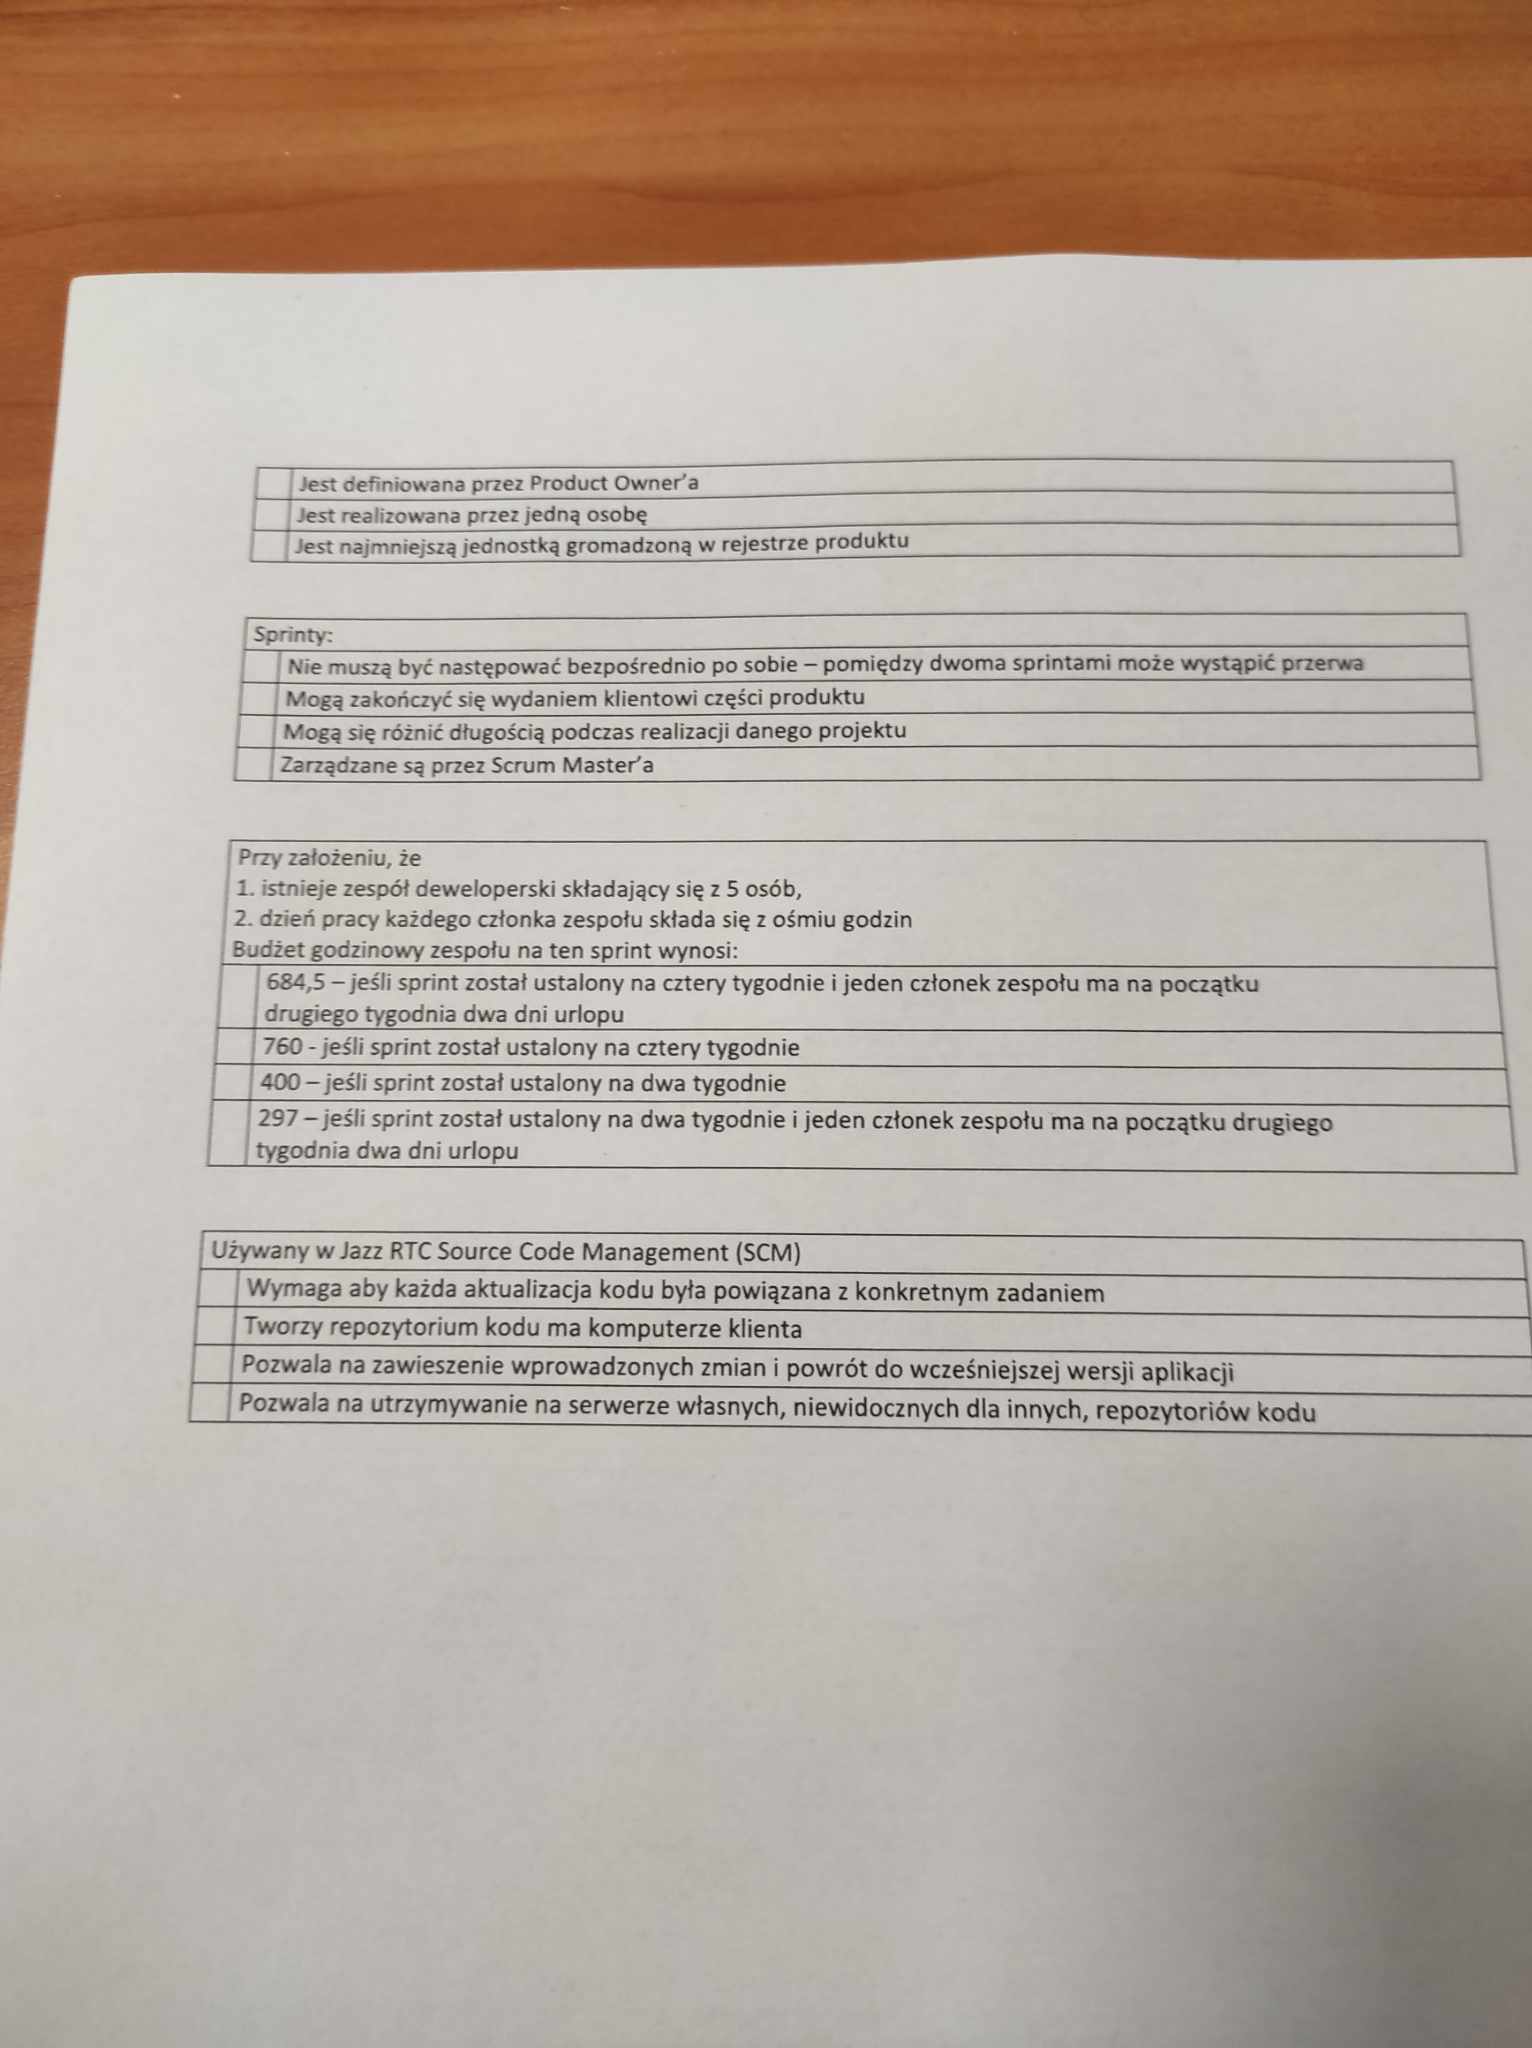 Jest definiowana przez Product Owner'a
Jest realizowana przez jedną osobę
Jest najmniejszą jednostką gromadzoną w rejestrze produktu
Sprinty:
Nie muszą być następować bezpośrednio po sobie – pomiędzy dwoma sprintami może wystąpić przerwa
Mogą zakończyć się wydaniem klientowi części produktu
Mogą się różnić długością podczas realizacji danego projektu
Zarządzane są przez Scrum Master'a
Przy założeniu, że
1. istnieje zespół deweloperski składający się z 5 osób,
2. dzień pracy każdego członka zespołu składa się z ośmiu godzin
Budżet godzinowy zespołu na ten sprint wynosi:
684,5 – jeśli sprint został ustalony na cztery tygodnie i jeden członek zespołu ma na początku
drugiego tygodnia dwa dni urlopu
760 - jeśli sprint został ustalony na cztery tygodnie
400 – jeśli sprint został ustalony na dwa tygodnie
297 – jeśli sprint został ustalony na dwa tygodnie i jeden członek zespołu ma na początku drugiego
tygodnia dwa dni urlopu
Używany w Jazz RTC Source Code Management (SCM)
Wymaga aby każda aktualizacja kodu była powiązana z konkretnym zadaniem
Tworzy repozytorium kodu ma komputerze klienta
Pozwala na zawieszenie wprowadzonych zmian i powrót do wcześniejszej wersji aplikacji
Pozwala na utrzymywanie na serwerze własnych, niewidocznych dla innych, repozytoriów kodu